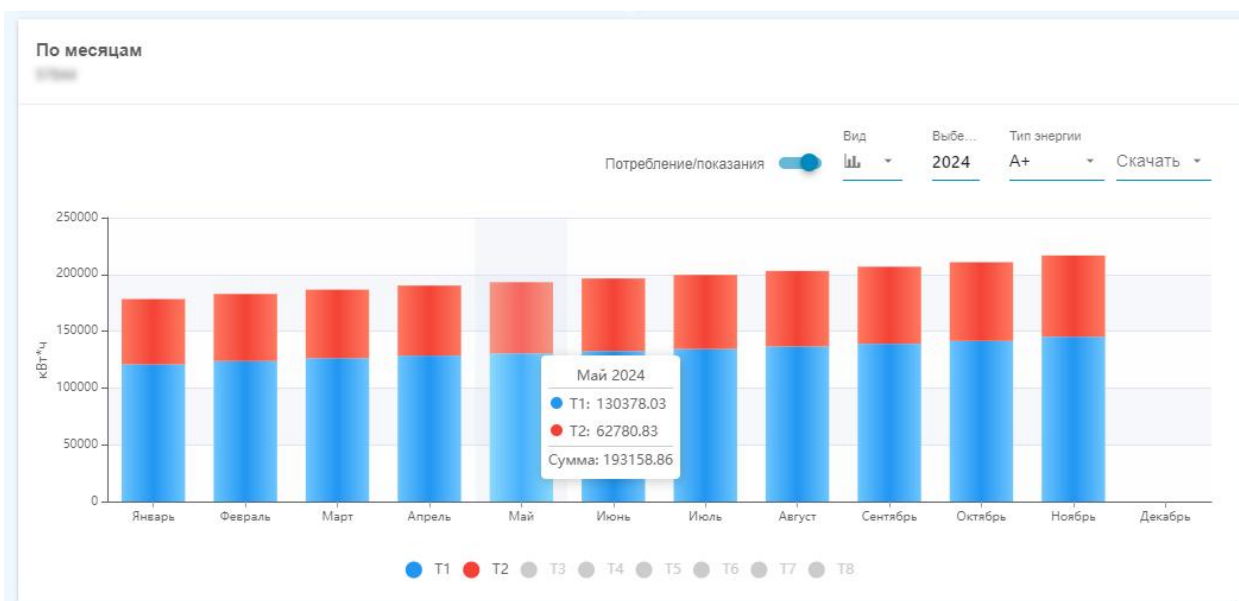 По месяцам
Вид
Выбе...
Тип энергии
Потребление/показания
2024
A+
Скачать
250000
200000
150000
100000
50000
0
кВт*ч
Май 2024
T1: 130378.03
T2: 62780.83
Сумма: 193158.86
Январь
Февраль
Март
Апрель
Май
Июнь
Июль
Август
Сентябрь
Октябрь
Ноябрь
Декабрь
T1
T2
T3
T4
T5
T6
T7
T8